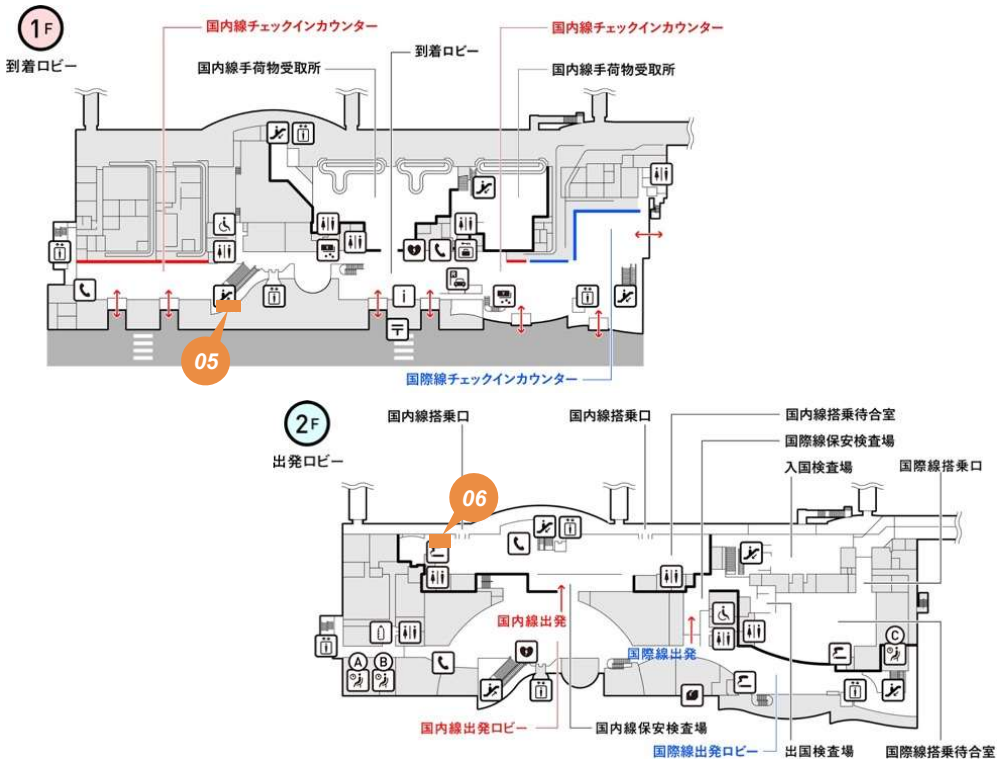 1F
到着ロビー
国内線チェックインカウンター
国内線チェックインカウンター
到着ロビー
国内線手荷物受取所
国内線手荷物受取所
i
05
国際線チェックインカウンター
2F
出発ロビー
国内線搭乗口
国内線搭乗口
国内線搭乗待合室
国際線保安検査場
入国検査場
国際線搭乗口
06
国内線出発
国際線出発
A
B
C
国内線出発ロビー
国内線保安検査場
国際線出発ロビー
出国検査場
国際線搭乗待合室